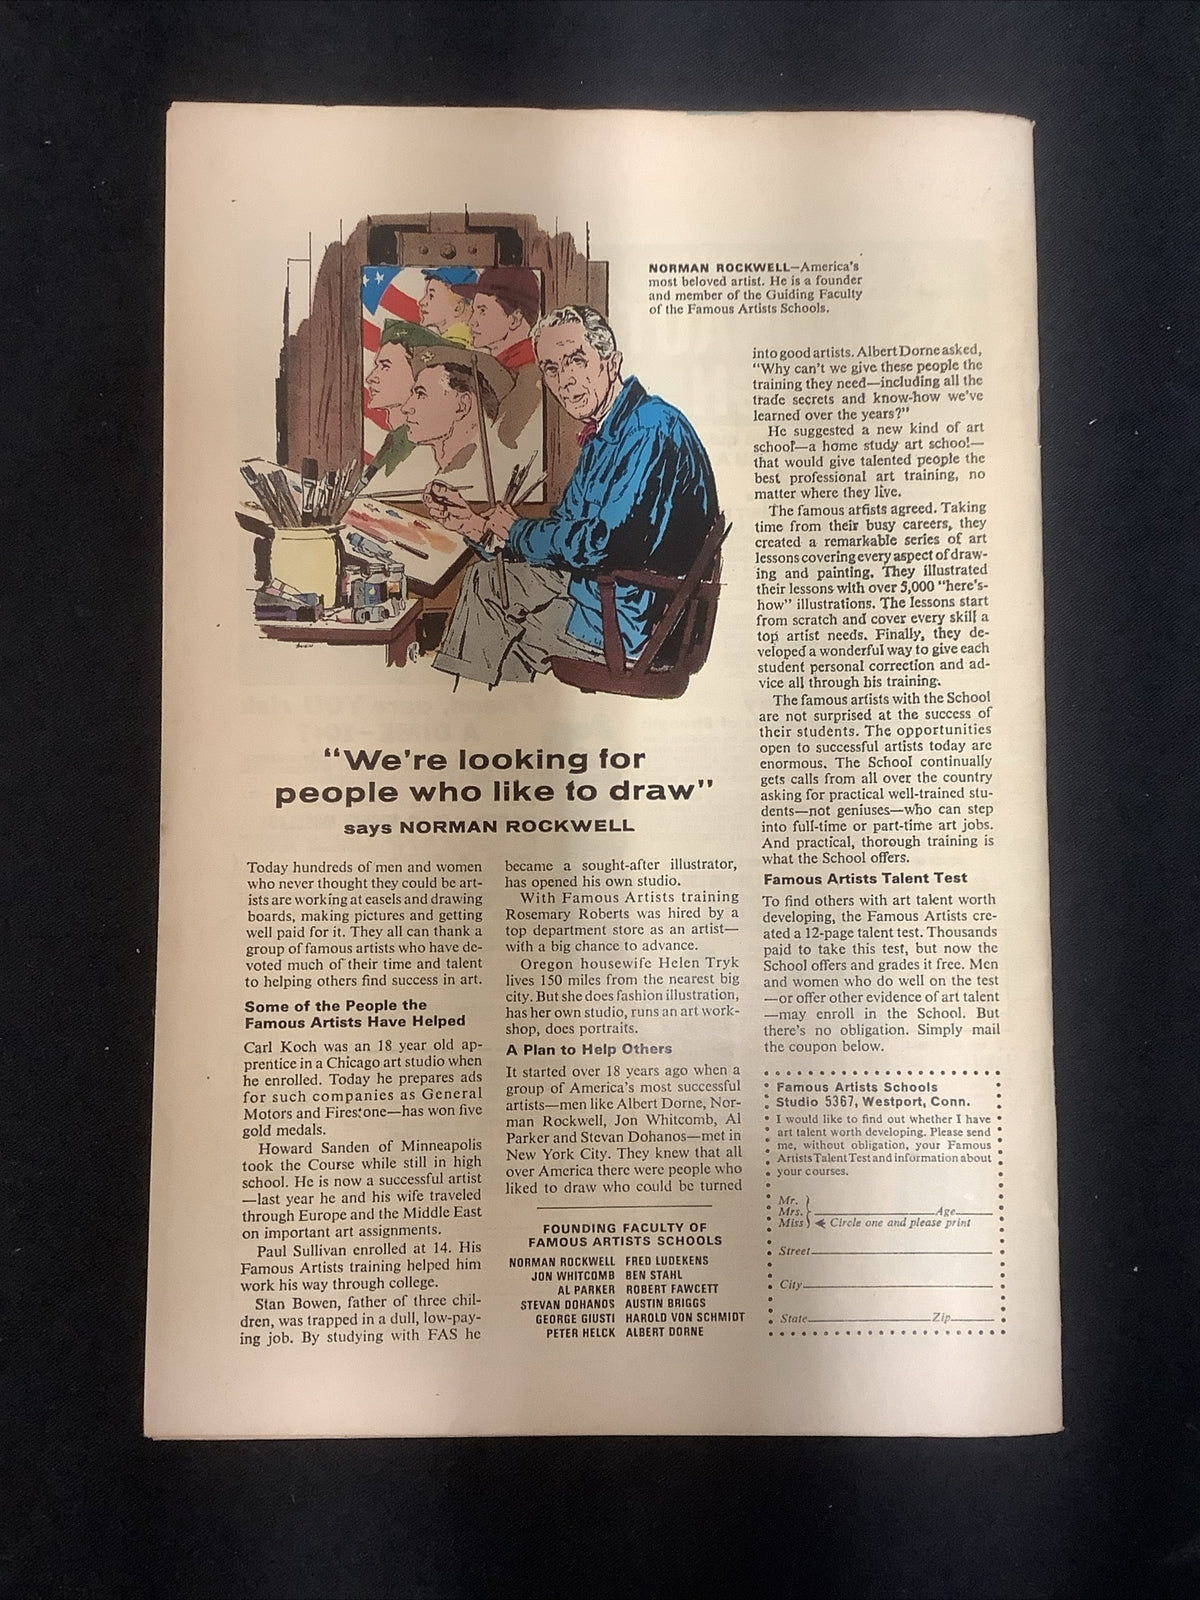 NORMAN ROCKWELL—America's
most beloved artist. He is a founder
and member of the Guiding Faculty
of the Famous Artists Schools.
"We're looking for
people who like to draw"
says NORMAN ROCKWELL
Today hundreds of men and women
who never thought they could be art-
ists are working at easels and drawing
boards, making pictures and getting
well paid for it. They all can thank a
group of famous artists who have de-
voted much of their time and talent
to helping others find success in art.
Some of the People the
Famous Artists Have Helped
Carl Koch was an 18 year old ap-
prentice in a Chicago art studio when
he enrolled. Today he prepares ads
for such companies as General
Motors and Firestone—has won five
gold medals.
Howard Sanden of Minneapolis
took the Course while still in high
school. He is now a successful artist
—last year he and his wife traveled
through Europe and the Middle East
on important art assignments.
Paul Sullivan enrolled at 14. His
Famous Artists training helped him
work his way through college.
Stan Bowen, father of three chil-
dren, was trapped in a dull, low-pay-
ing job. By studying with FAS he
became a sought-after illustrator,
has opened his own studio.
With Famous Artists training
Rosemary Roberts was hired by a
top department store as an artist—
with a big chance to advance.
Oregon housewife Helen Tryk
lives 150 miles from the nearest big
city. But she does fashion illustration,
has her own studio, runs an art work-
shop, does portraits.
A Plan to Help Others
It started over 18 years ago when a
group of America's most successful
artists—men like Albert Dorne, Nor-
man Rockwell, Jon Whitcomb, Al
Parker and Stevan Dohanos—met in
New York City. They knew that all
over America there were people who
liked to draw who could be turned
FOUNDING FACULTY OF
FAMOUS ARTISTS SCHOOLS
NORMAN ROCKWELL FRED LUDEKENS
JON WHITCOMB BEN STAHL
AL PARKER ROBERT FAWCETT
STEVAN DOHANOS AUSTIN BRIGGS
GEORGE GIUSTI HAROLD VON SCHMIDT
PETER HELCK ALBERT DORNE
into good artists. Albert Dorne asked,
"Why can't we give these people the
training they need—including all the
trade secrets and know-how we've
learned over the years?"
He suggested a new kind of art
school—a home study art school—
that would give talented people the
best professional art training, no
matter where they live.
The famous artists agreed. Taking
time from their busy careers, they
created a remarkable series of art
lessons covering every aspect of draw-
ing and painting. They illustrated
their lessons with over 5,000 "here's-
how" illustrations. The lessons start
from scratch and cover every skill a
top artist needs. Finally, they de-
veloped a wonderful way to give each
student personal correction and ad-
vice all through his training.
The famous artists with the School
are not surprised at the success of
their students. The opportunities
open to successful artists today are
enormous. The School continually
gets calls from all over the country
asking for practical well-trained stu-
dents—not geniuses—who can step
into full-time or part-time art jobs.
And practical, thorough training is
what the School offers.
Famous Artists Talent Test
To find others with art talent worth
developing, the Famous Artists cre-
ated a 12-page talent test. Thousands
paid to take this test, but now the
School offers and grades it free. Men
and women who do well on the test
—or offer other evidence of art talent
—may enroll in the School. But
there's no obligation. Simply mail
the coupon below.
Famous Artists Schools
Studio 5367, Westport, Conn.
I would like to find out whether I have
art talent worth developing. Please send
me, without obligation, your Famous
Artists Talent Test and information about
your courses.
Mr.
Mrs. Age
Miss Circle one and please print
Street
City
State Zip